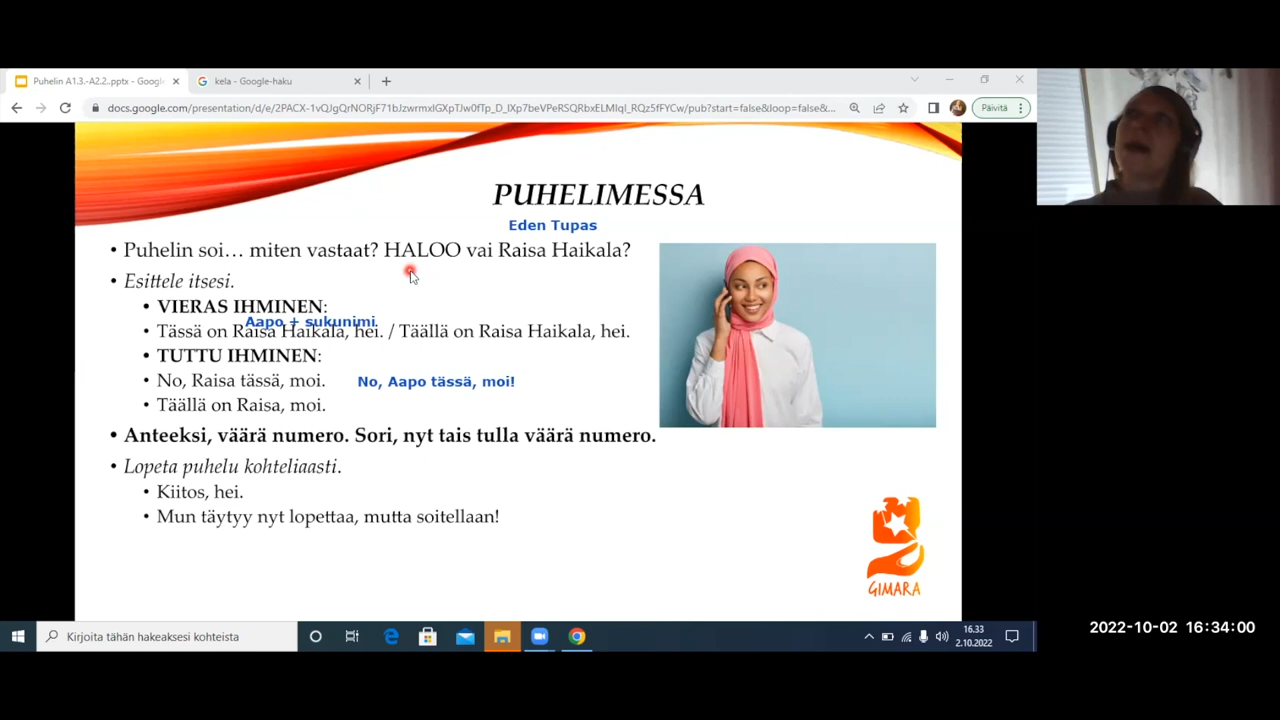 Puhelin A1.3.-A2.2..pptx - Google
kela - Google-haku
docs.google.com/presentation/d/e/2PACX-1vQJgQrNORjF71bJzwrmxlGXpTJw0fTp_D_IXp7beVPeRSQRbxELMlqI_RQz5fFYCw/pub?start=false&loop=false&...
Päivitä
PUHELIMESSA
Eden Tupas
• Puhelin soi… miten vastaat? HALOO vai Raisa Haikala?
• Esittele itsesi.
• VIERAS IHMINEN:
Aapo + sukunimi
• Tässä on Raisa Haikala, hei. / Täällä on Raisa Haikala, hei.
• TUTTU IHMINEN:
• No, Raisa tässä, moi.
No, Aapo tässä, moi!
• Täällä on Raisa, moi.
• Anteeksi, väärä numero. Sori, nyt tais tulla väärä numero.
• Lopeta puhelu kohteliaasti.
• Kiitos, hei.
• Mun täytyy nyt lopettaa, mutta soitellaan!
GIMARA
Kirjoita tähän hakeaksesi kohteista
16.33
2.10.2022
2022-10-02 16:34:00